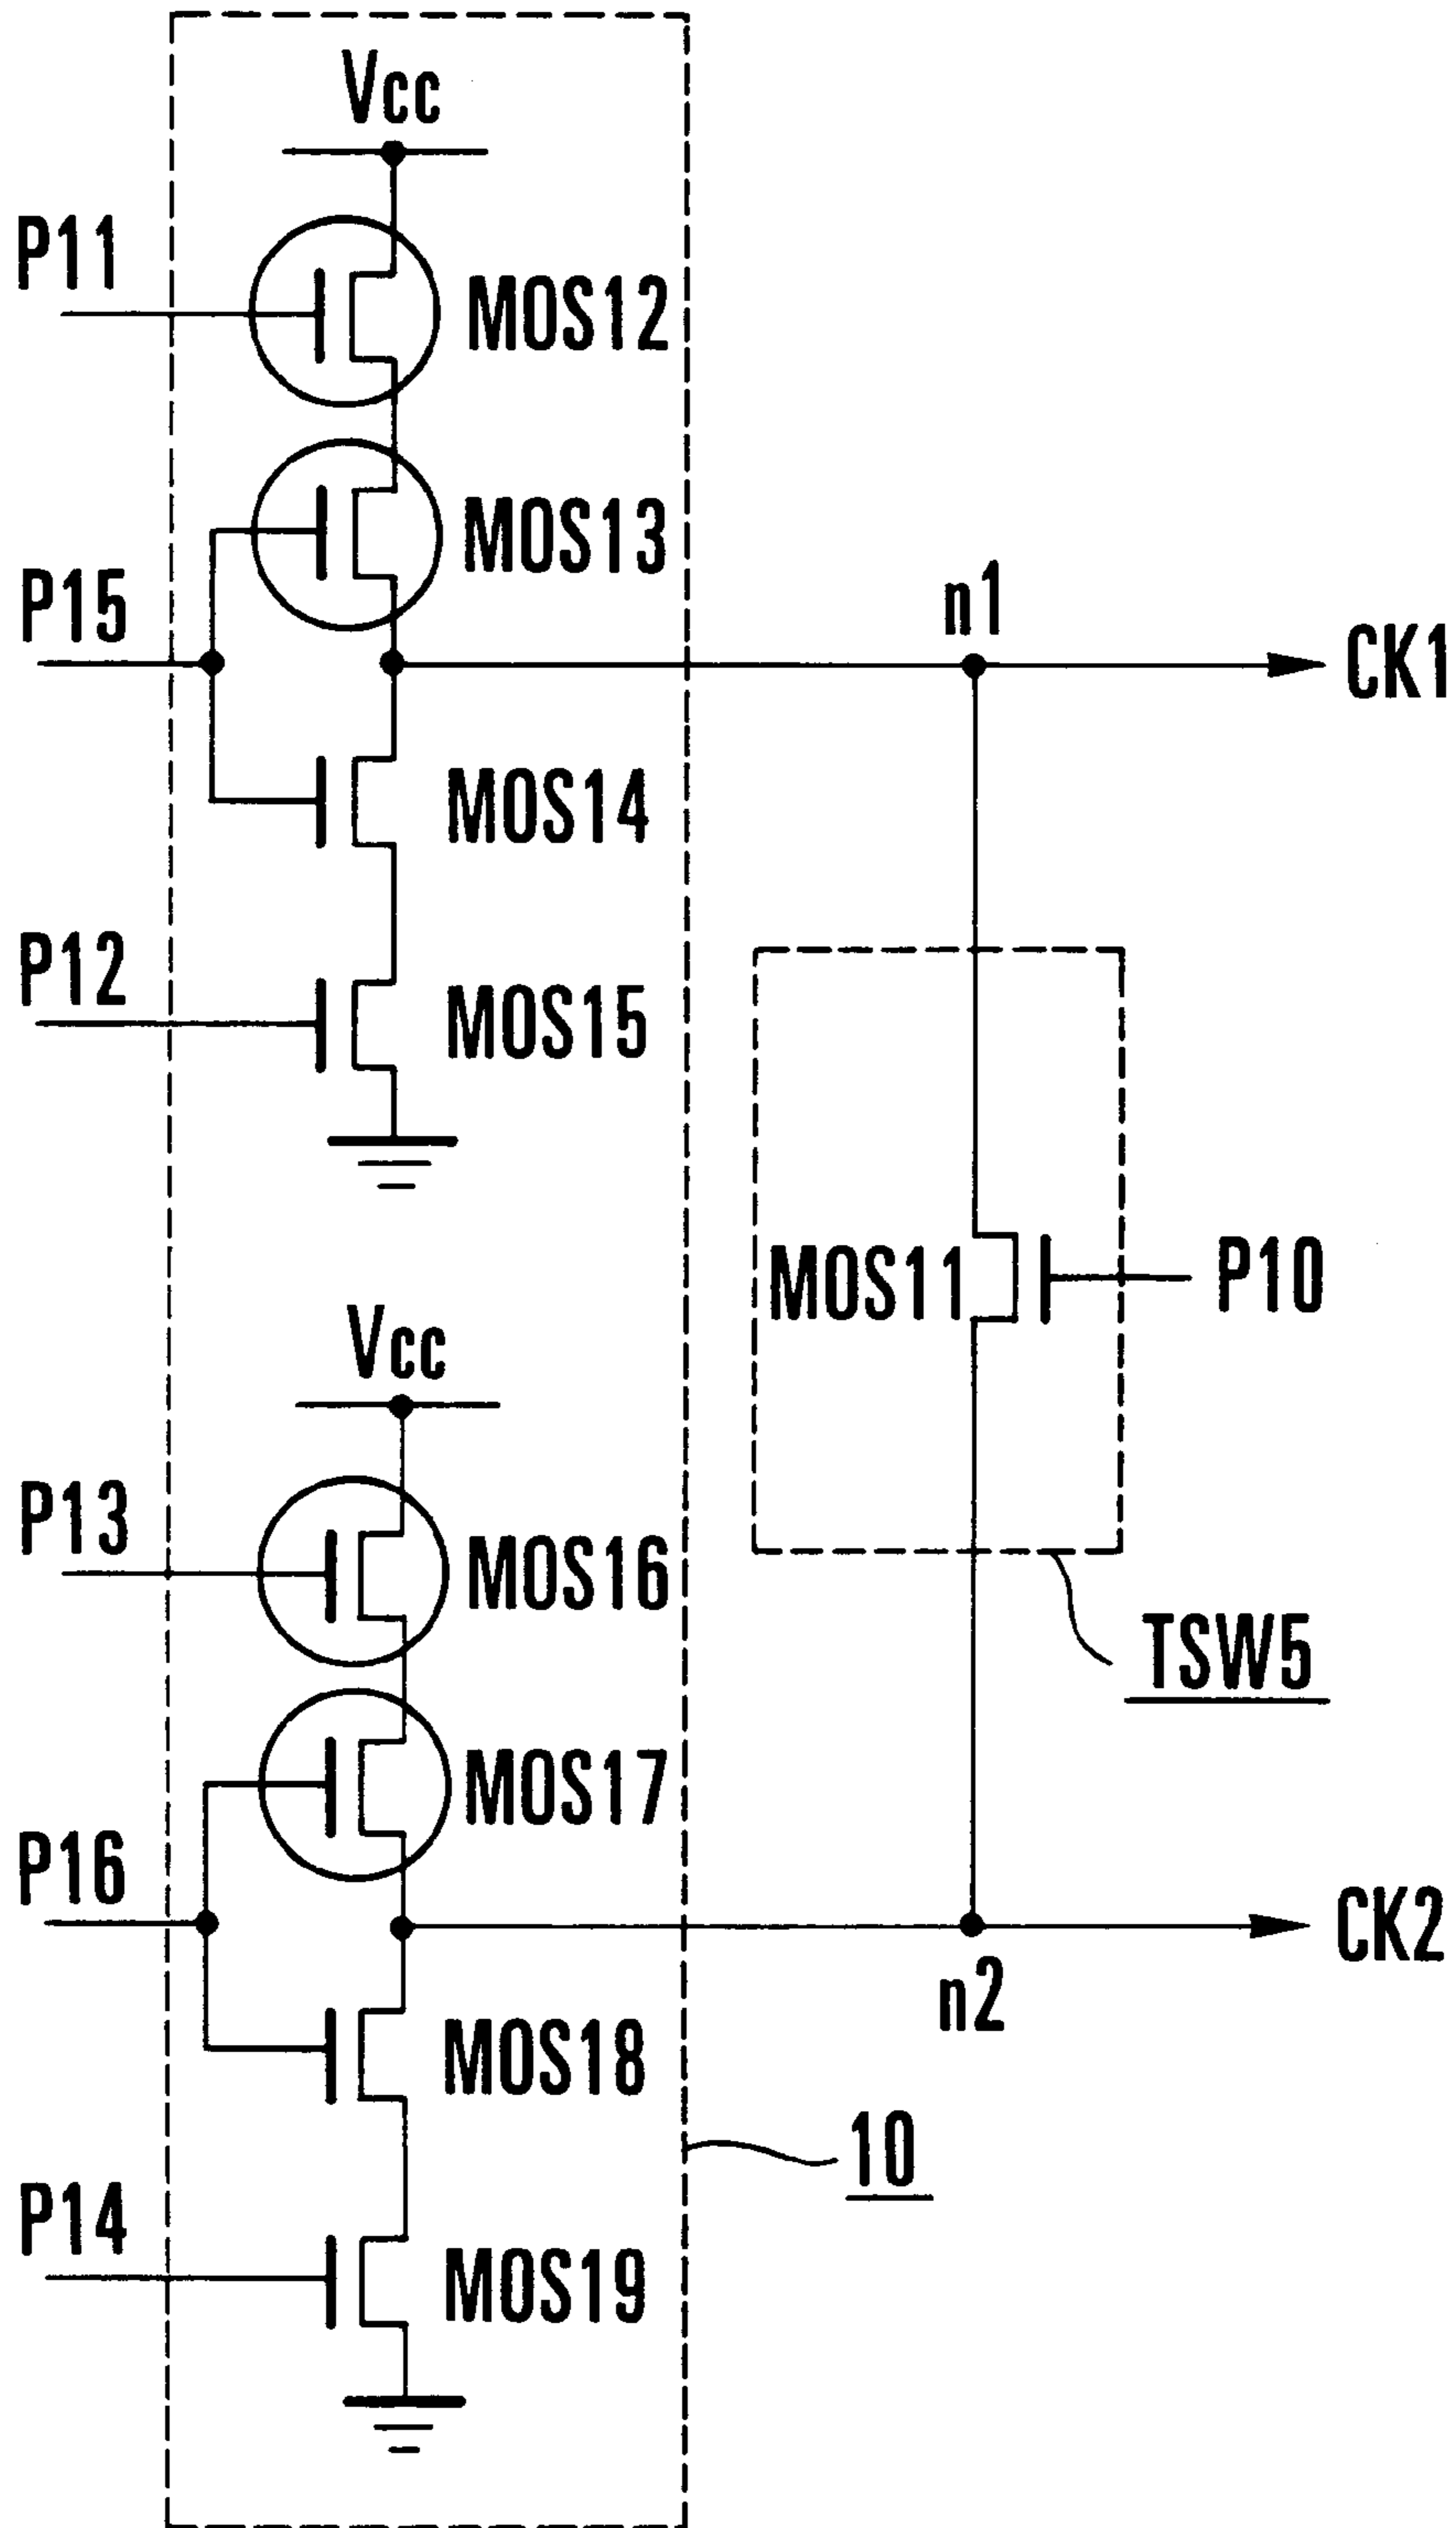 Vcc
P11
MOS12
MOS13
P15
n1
CK1
MOS14
P12
MOS15
MOS11
P10
Vcc
P13
MOS16
TSW5
MOS17
P16
CK2
n2
MOS18
10
P14
MOS19